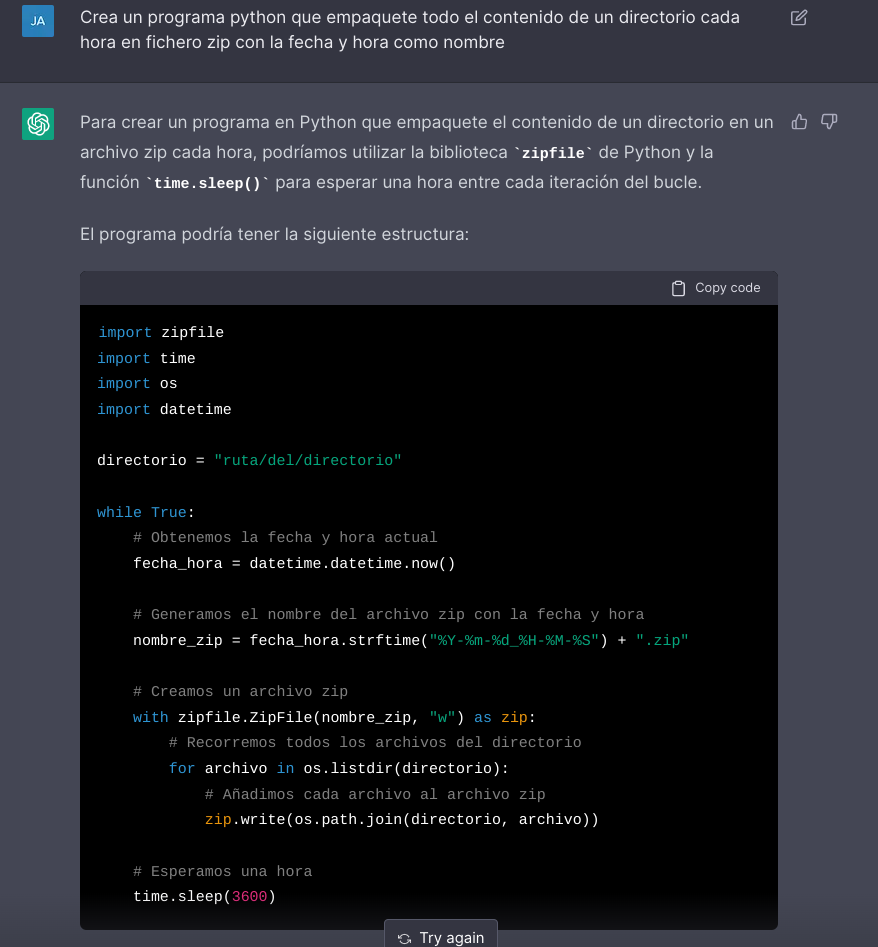 JA
Crea un programa python que empaquete todo el contenido de un directorio cada
hora en fichero zip con la fecha y hora como nombre
Para crear un programa en Python que empaquete el contenido de un directorio en un
archivo zip cada hora, podríamos utilizar la biblioteca `zipfile` de Python y la
función `time.sleep()` para esperar una hora entre cada iteración del bucle.
El programa podría tener la siguiente estructura:
Copy code
import zipfile
import time
import os
import datetime

directorio = "ruta/del/directorio"

while True:
    # Obtenemos la fecha y hora actual
    fecha_hora = datetime.datetime.now()

    # Generamos el nombre del archivo zip con la fecha y hora
    nombre_zip = fecha_hora.strftime("%Y-%m-%d_%H-%M-%S") + ".zip"

    # Creamos un archivo zip
    with zipfile.ZipFile(nombre_zip, "w") as zip:
        # Recorremos todos los archivos del directorio
        for archivo in os.listdir(directorio):
            # Añadimos cada archivo al archivo zip
            zip.write(os.path.join(directorio, archivo))

    # Esperamos una hora
    time.sleep(3600)
Try again